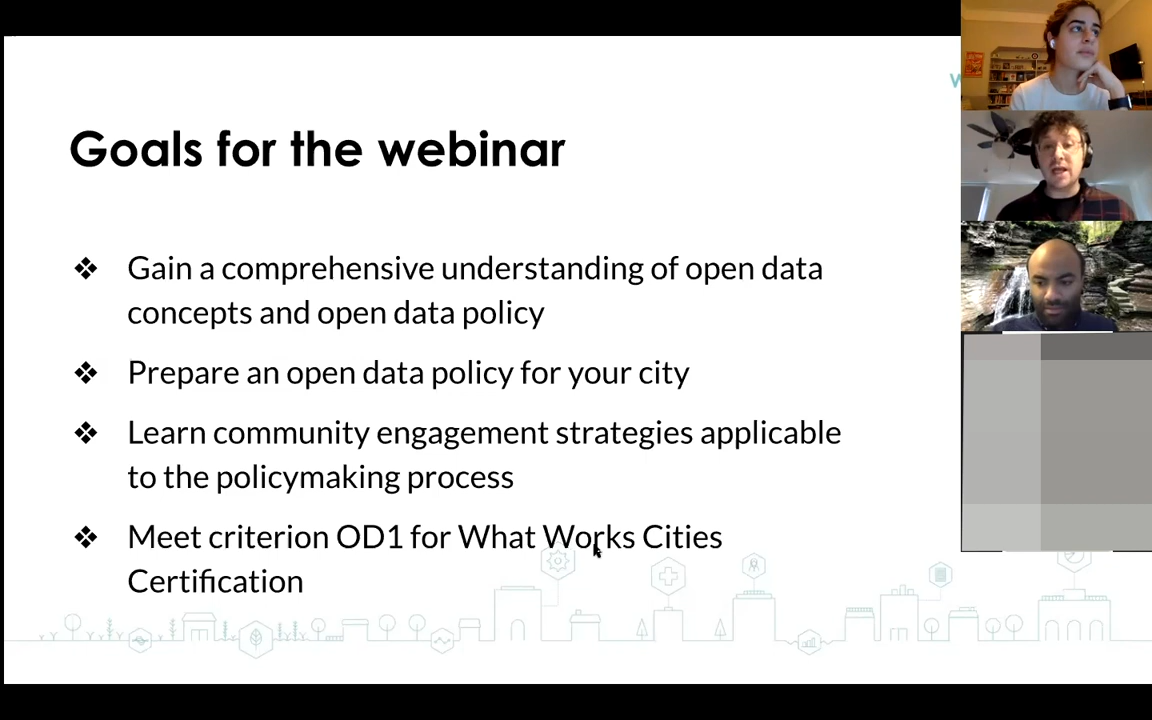 Goals for the webinar
❖ Gain a comprehensive understanding of open data
concepts and open data policy
❖ Prepare an open data policy for your city
❖ Learn community engagement strategies applicable
to the policymaking process
❖ Meet criterion OD1 for What Works Cities
Certification